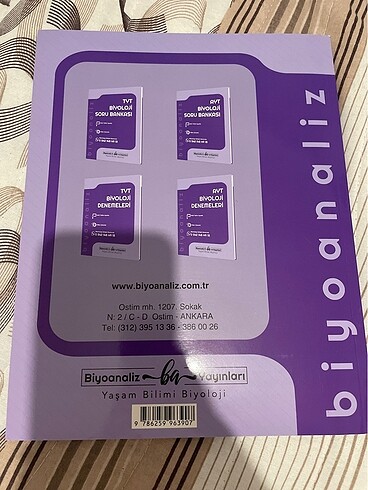 TYT
BİYOLOJİ
SORU BANKASI
AYT
BİYOLOJİ
SORU BANKASI
TYT
BİYOLOJİ
DENEMELERİ
AYT
BİYOLOJİ
DENEMELERİ
www.biyoanaliz.com.tr
Ostim mh. 1207. Sokak
N: 2 / C - D Ostim - ANKARA
Tel: (312) 395 13 36 - 386 00 26
Biyoanaliz ba Yayınları
Yaşam Bilimi Biyoloji
9 786259 963907
biyoanaliz